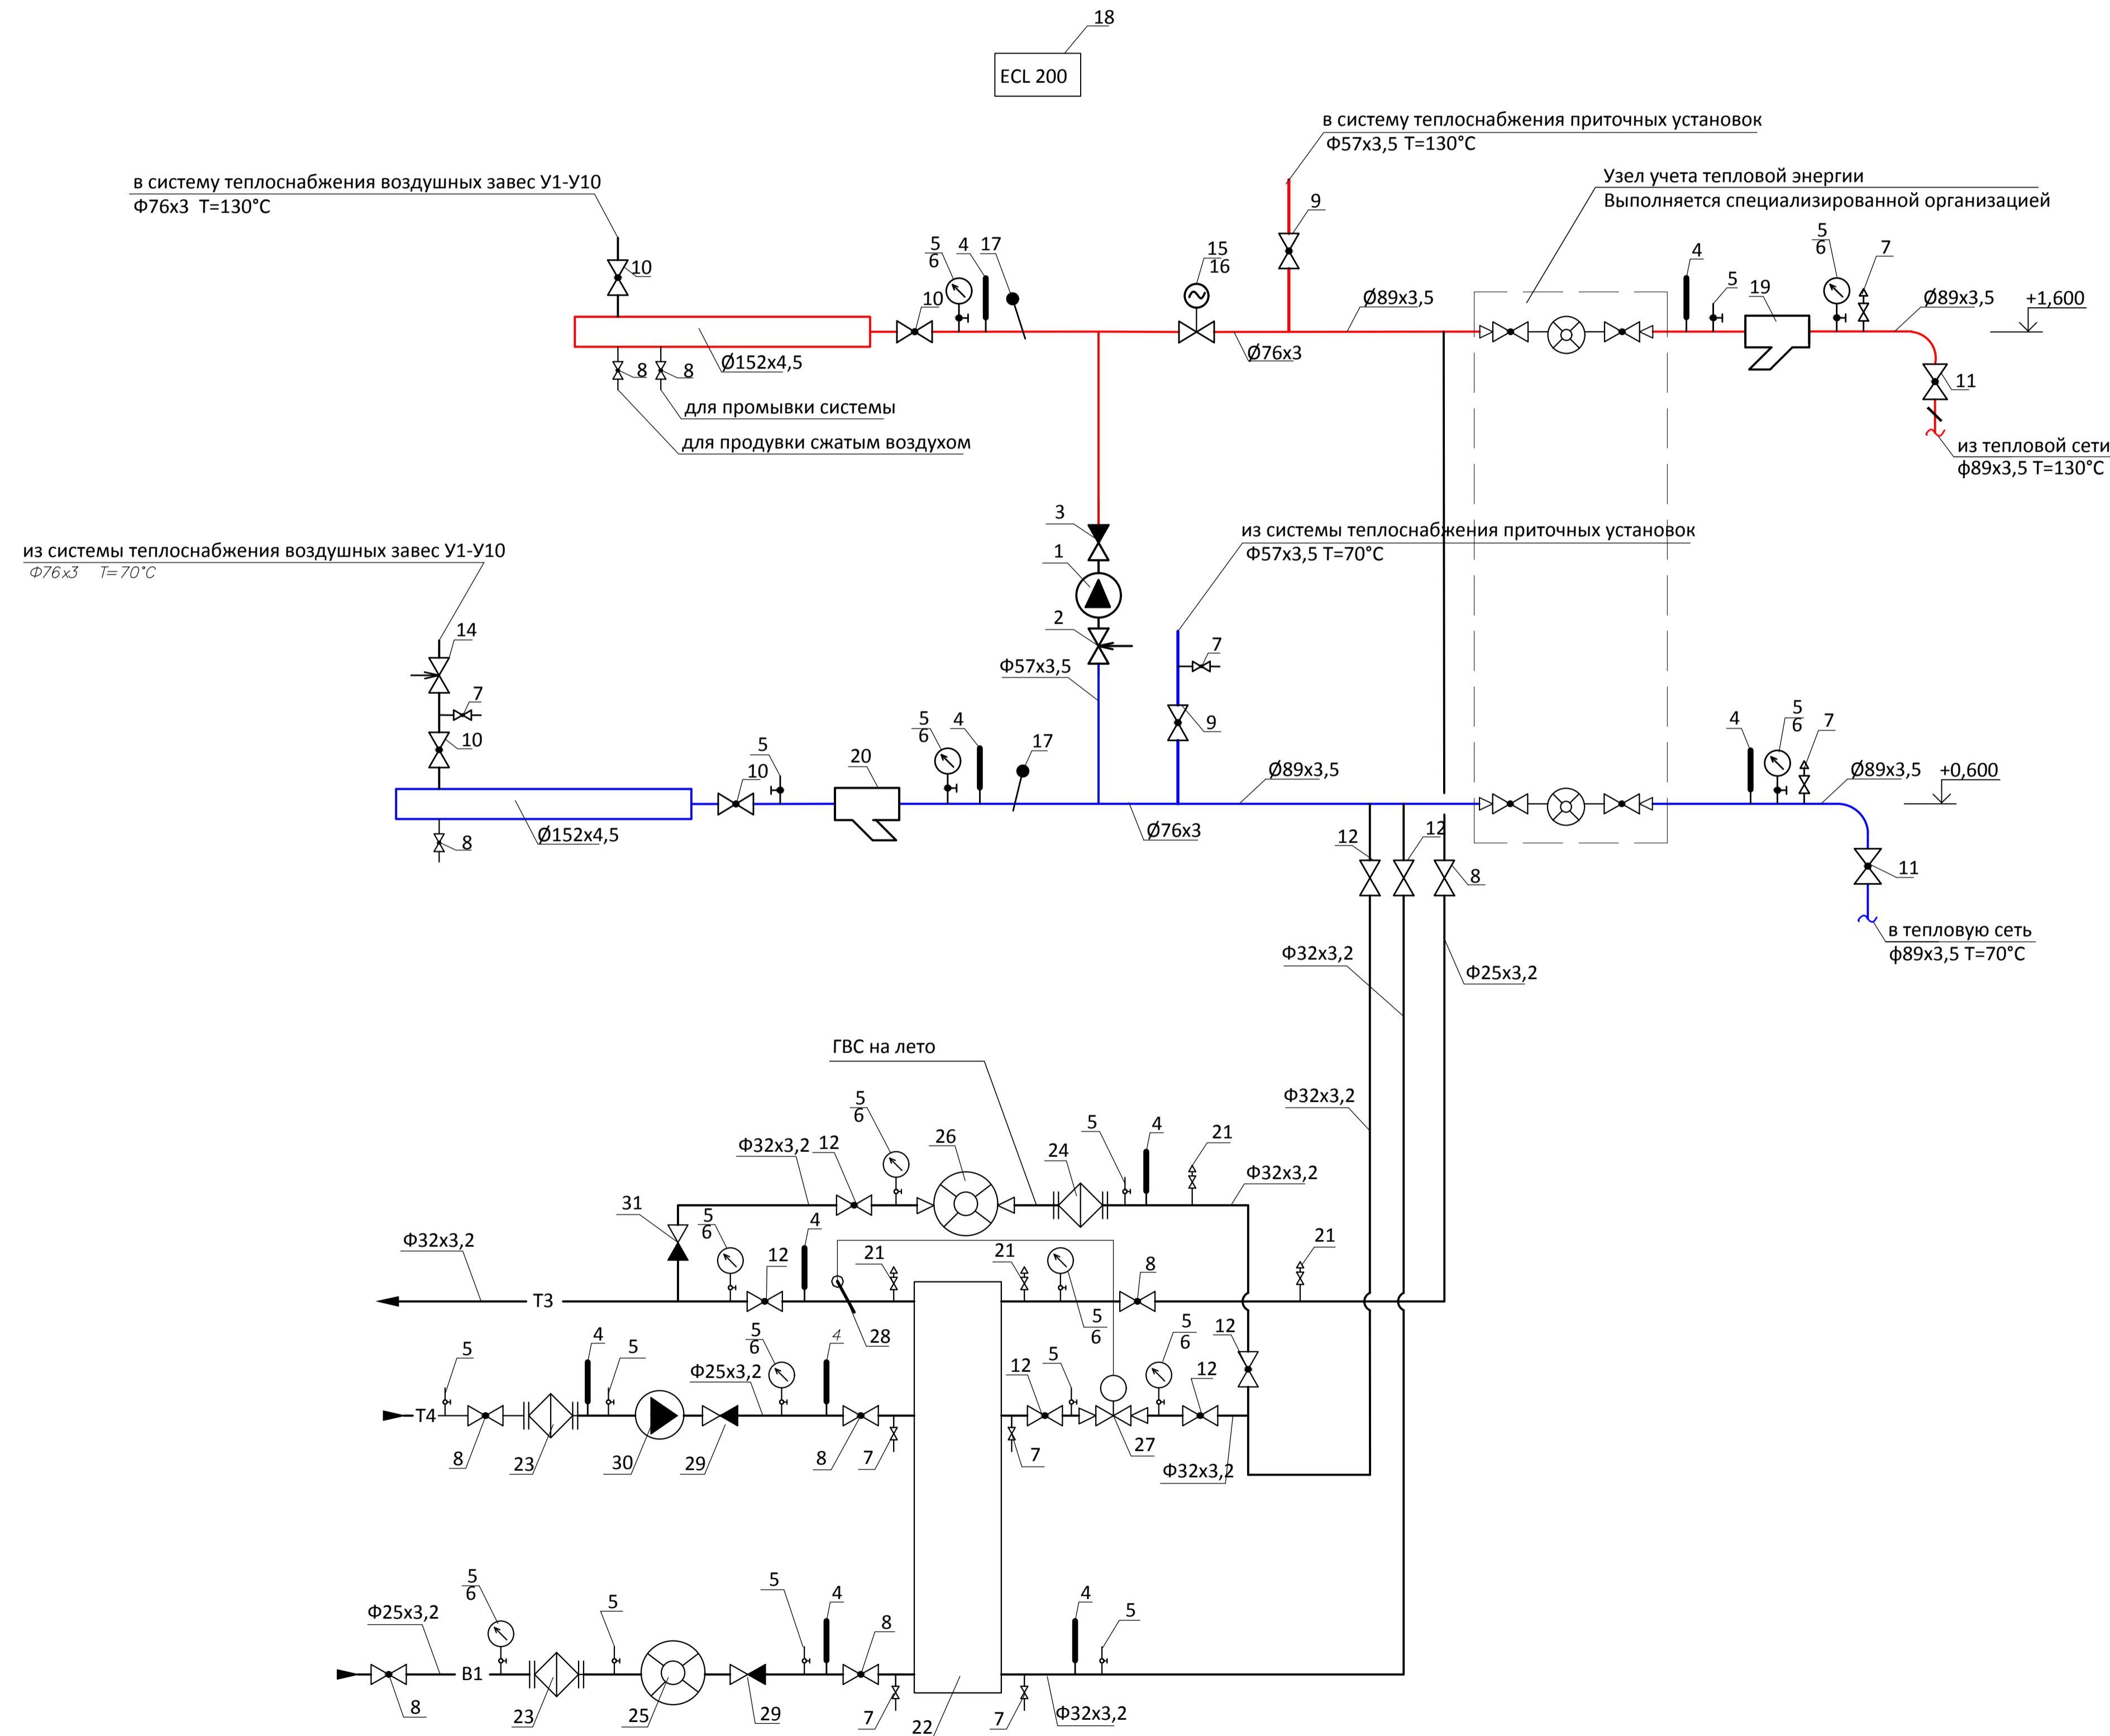 18
ECL 200
в систему теплоснабжения приточных установок
Ф57х3,5 Т=130°С
Узел учета тепловой энергии
Выполняется специализированной организацией
в систему теплоснабжения воздушных завес У1-У10
Ф76х3 Т=130°С
9
5
6
4
17
15
16
10
10
4
5
5
6
7
19
Ø89х3,5
Ø89х3,5
+1,600
Ø152х4,5
Ø76х3
8
8
11
для промывки системы
для продувки сжатым воздухом
из тепловой сети
ф89х3,5 Т=130°С
3
из системы теплоснабжения приточных установок
Ф57х3,5 Т=70°С
1
из системы теплоснабжения воздушных завес У1-У10
Ф76х3 Т=70°С
2
14
7
Ф57х3,5
7
10
9
5
6
4
17
5
10
20
Ø89х3,5
4
5
6
7
Ø89х3,5
+0,600
Ø152х4,5
Ø76х3
8
12
12
8
11
в тепловую сеть
ф89х3,5 Т=70°С
Ф32х3,2
Ф25х3,2
ГВС на лето
Ф32х3,2
5
6
Ф32х3,2
12
26
24
5
4
21
Ф32х3,2
31
5
6
4
Ф32х3,2
12
21
21
8
21
Т3
5
6
5
6
12
28
5
4
5
5
6
4
Ф25х3,2
12
5
12
Т4
8
23
30
29
8
7
7
27
Ф32х3,2
5
6
5
5
4
8
4
5
Ф25х3,2
В1
8
23
25
29
7
22
7
Ф32х3,2